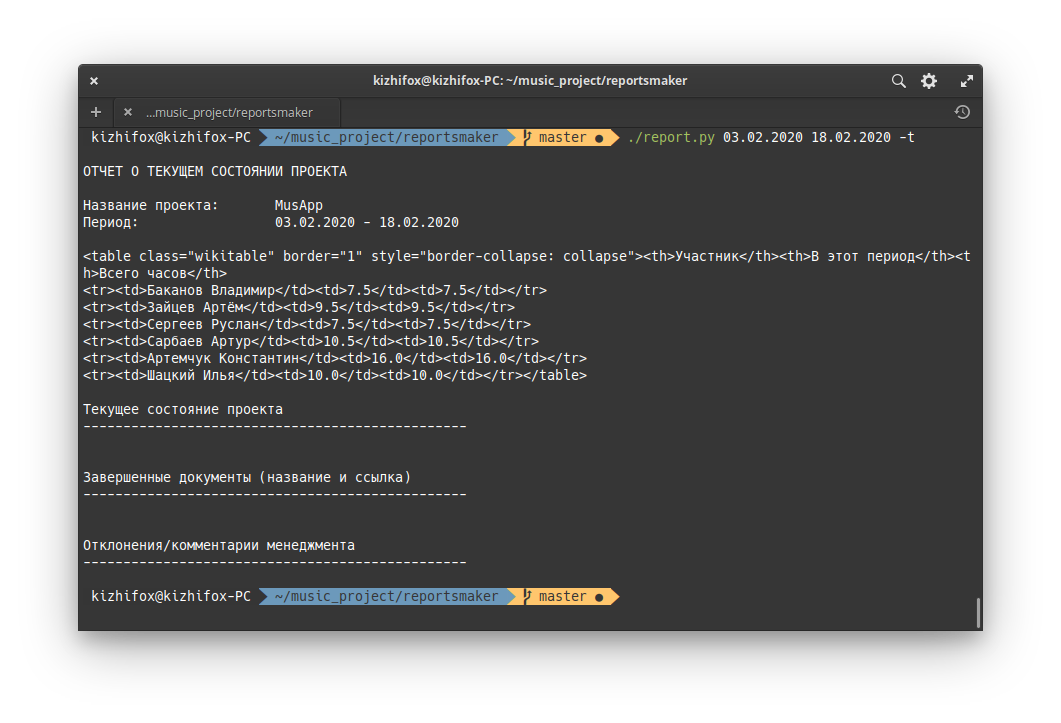 kizhifox@kizhifox-PC: ~/music_project/reportsmaker
...music_project/reportsmaker
kizhifox@kizhifox-PC ~/music_project/reportsmaker master ● ./report.py 03.02.2020 18.02.2020 -t
ОТЧЕТ О ТЕКУЩЕМ СОСТОЯНИИ ПРОЕКТА
Название проекта: MusApp
Период: 03.02.2020 - 18.02.2020
<table class="wikitable" border="1" style="border-collapse: collapse"><th>Участник</th><th>В этот период</th><t
h>Всего часов</th>
<tr><td>Баканов Владимир</td><td>7.5</td><td>7.5</td></tr>
<tr><td>Зайцев Артём</td><td>9.5</td><td>9.5</td></tr>
<tr><td>Сергеев Руслан</td><td>7.5</td><td>7.5</td></tr>
<tr><td>Сарбаев Артур</td><td>10.5</td><td>10.5</td></tr>
<tr><td>Артемчук Константин</td><td>16.0</td><td>16.0</td></tr>
<tr><td>Шацкий Илья</td><td>10.0</td><td>10.0</td></tr></table>
Текущее состояние проекта
------------------------------------------------
Завершенные документы (название и ссылка)
------------------------------------------------
Отклонения/комментарии менеджмента
------------------------------------------------
kizhifox@kizhifox-PC ~/music_project/reportsmaker master ●